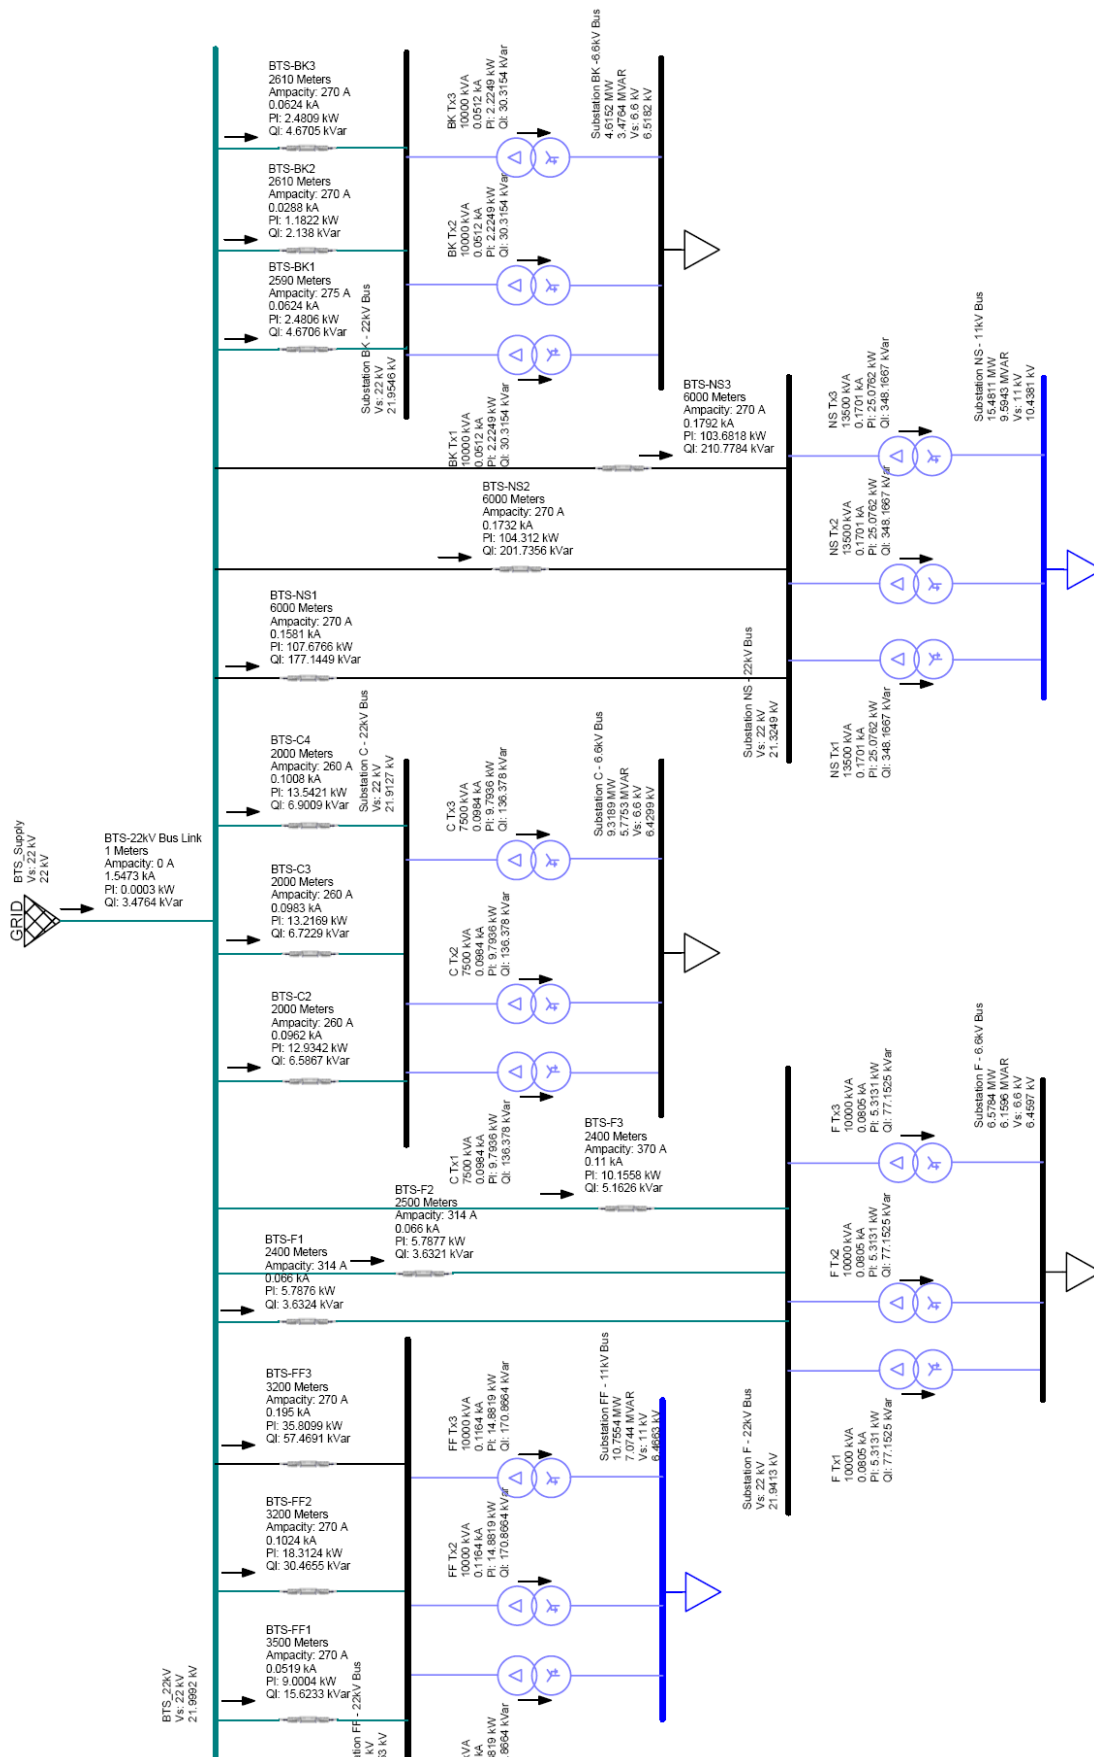 BTS-BK3
2610 Meters
Ampacity: 270 A
0.0624 kA
Pl: 2.4809 kW
Ql: 4.6705 kVar
BTS-BK2
2610 Meters
Ampacity: 270 A
0.0288 kA
Pl: 1.1822 kW
Ql: 2.138 kVar
BTS-BK1
2590 Meters
Ampacity: 275 A
0.0624 kA
Pl: 2.4806 kW
Ql: 4.6706 kVar
Substation BK - 22kV Bus
Vs: 22 kV
21.9546 kV
BK Tx3
10000 kVA
0.0512 kA
Pl: 2.2249 kW
Ql: 30.3154 kVar
BK Tx2
10000 kVA
0.0512 kA
Pl: 2.2249 kW
Ql: 30.3154 kVar
BK Tx1
10000 kVA
0.0512 kA
Pl: 2.2249 kW
Ql: 30.3154 kVar
Substation BK -6.6kV Bus
4.6152 MW
3.4764 MVAR
Vs: 6.6 kV
6.5182 kV
BTS-NS3
6000 Meters
Ampacity: 270 A
0.1792 kA
Pl: 103.6818 kW
Ql: 210.7784 kVar
BTS-NS2
6000 Meters
Ampacity: 270 A
0.1732 kA
Pl: 104.312 kW
Ql: 201.7356 kVar
BTS-NS1
6000 Meters
Ampacity: 270 A
0.1581 kA
Pl: 107.6766 kW
Ql: 177.1449 kVar
Substation NS - 22kV Bus
Vs: 22 kV
21.3249 kV
NS Tx3
13500 kVA
0.1701 kA
Pl: 25.0762 kW
Ql: 348.1667 kVar
NS Tx2
13500 kVA
0.1701 kA
Pl: 25.0762 kW
Ql: 348.1667 kVar
NS Tx1
13500 kVA
0.1701 kA
Pl: 25.0762 kW
Ql: 348.1667 kVar
Substation NS - 11kV Bus
15.4811 MW
9.5943 MVAR
Vs: 11 kV
10.4381 kV
BTS-C4
2000 Meters
Ampacity: 260 A
0.1008 kA
Pl: 13.5421 kW
Ql: 6.9009 kVar
BTS-C3
2000 Meters
Ampacity: 260 A
0.0983 kA
Pl: 13.2169 kW
Ql: 6.7229 kVar
BTS-C2
2000 Meters
Ampacity: 260 A
0.0962 kA
Pl: 12.9342 kW
Ql: 6.5867 kVar
Substation C - 22kV Bus
Vs: 22 kV
21.9127 kV
C Tx3
7500 kVA
0.0984 kA
Pl: 9.7936 kW
Ql: 136.378 kVar
C Tx2
7500 kVA
0.0984 kA
Pl: 9.7936 kW
Ql: 136.378 kVar
C Tx1
7500 kVA
0.0984 kA
Pl: 9.7936 kW
Ql: 136.378 kVar
Substation C - 6.6kV Bus
9.3189 MW
5.7753 MVAR
Vs: 6.6 kV
6.4299 kV
GRID
BTS_Supply
Vs: 22 kV
22 kV
BTS-22kV Bus Link
1 Meters
Ampacity: 0 A
1.5473 kA
Pl: 0.0003 kW
Ql: 3.4764 kVar
BTS-F3
2400 Meters
Ampacity: 370 A
0.11 kA
Pl: 10.1558 kW
Ql: 5.1626 kVar
BTS-F2
2500 Meters
Ampacity: 314 A
0.066 kA
Pl: 5.7877 kW
Ql: 3.6321 kVar
BTS-F1
2400 Meters
Ampacity: 314 A
0.066 kA
Pl: 5.7876 kW
Ql: 3.6324 kVar
Substation F - 22kV Bus
Vs: 22 kV
21.9413 kV
F Tx3
10000 kVA
0.0805 kA
Pl: 5.3131 kW
Ql: 77.1525 kVar
F Tx2
10000 kVA
0.0805 kA
Pl: 5.3131 kW
Ql: 77.1525 kVar
F Tx1
10000 kVA
0.0805 kA
Pl: 5.3131 kW
Ql: 77.1525 kVar
Substation F - 6.6kV Bus
6.5784 MW
6.1596 MVAR
Vs: 6.6 kV
6.4597 kV
BTS-FF3
3200 Meters
Ampacity: 270 A
0.195 kA
Pl: 35.8099 kW
Ql: 57.4691 kVar
BTS-FF2
3200 Meters
Ampacity: 270 A
0.1024 kA
Pl: 18.3124 kW
Ql: 30.4655 kVar
BTS-FF1
3500 Meters
Ampacity: 270 A
0.0519 kA
Pl: 9.0004 kW
Ql: 15.6233 kVar
FF Tx3
10000 kVA
0.1164 kA
Pl: 14.8819 kW
Ql: 170.8664 kVar
FF Tx2
10000 kVA
0.1164 kA
Pl: 14.8819 kW
Ql: 170.8664 kVar
Substation FF - 11kV Bus
10.7554 MW
7.0744 MVAR
Vs: 11 kV
6.4663 kV
BTS_22kV
Vs: 22 kV
21.9992 kV
FF - 22kV Bus
kV
kV
kVA
kA
kW
kVar